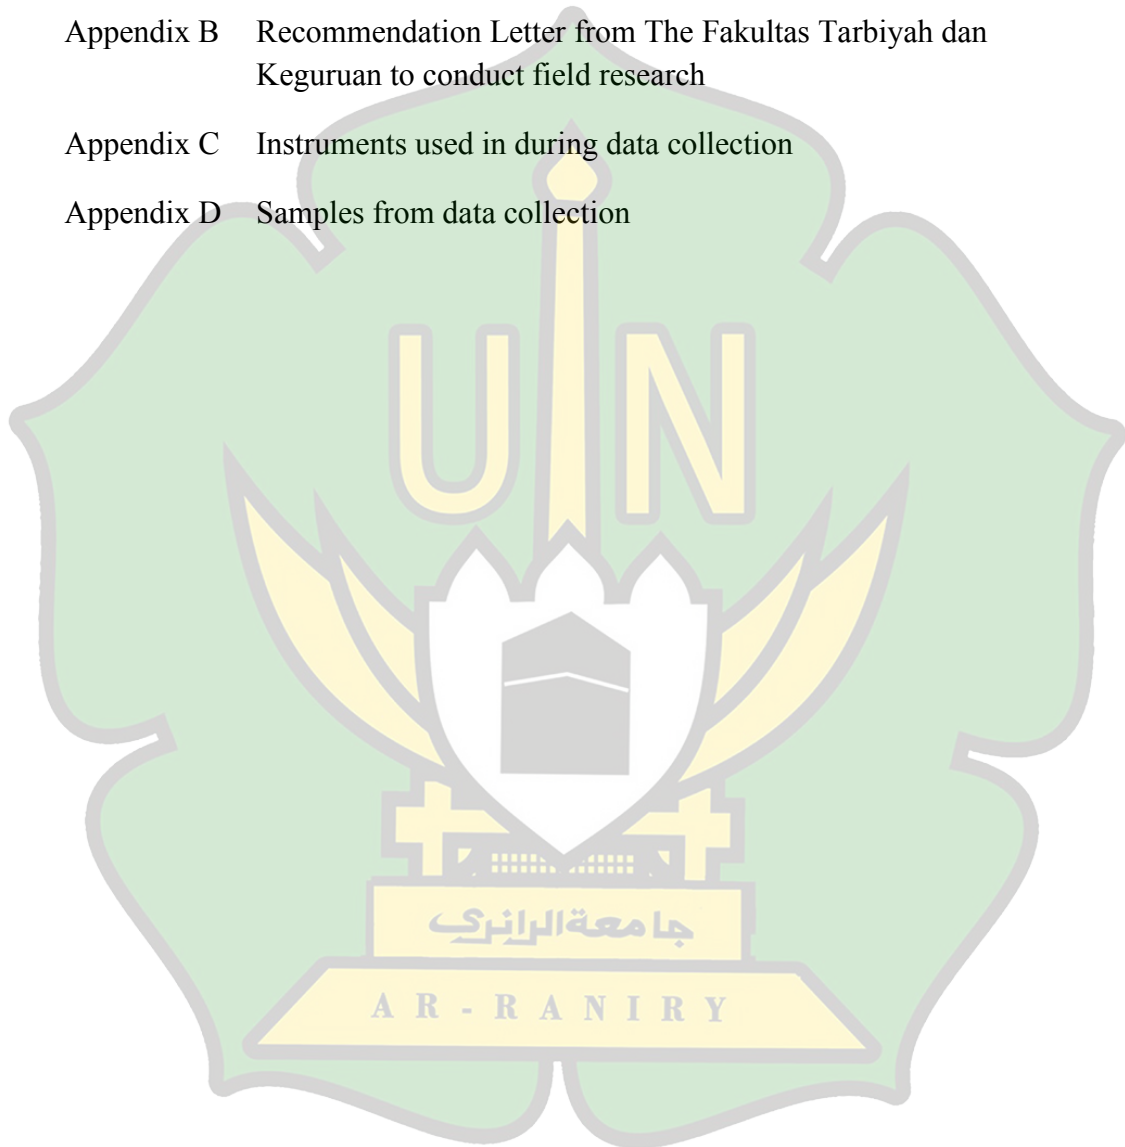 Appendix B Recommendation Letter from The Fakultas Tarbiyah dan
Keguruan to conduct field research
Appendix C Instruments used in during data collection
Appendix D Samples from data collection
UIN
جامعةالرانري
AR-RANIRY